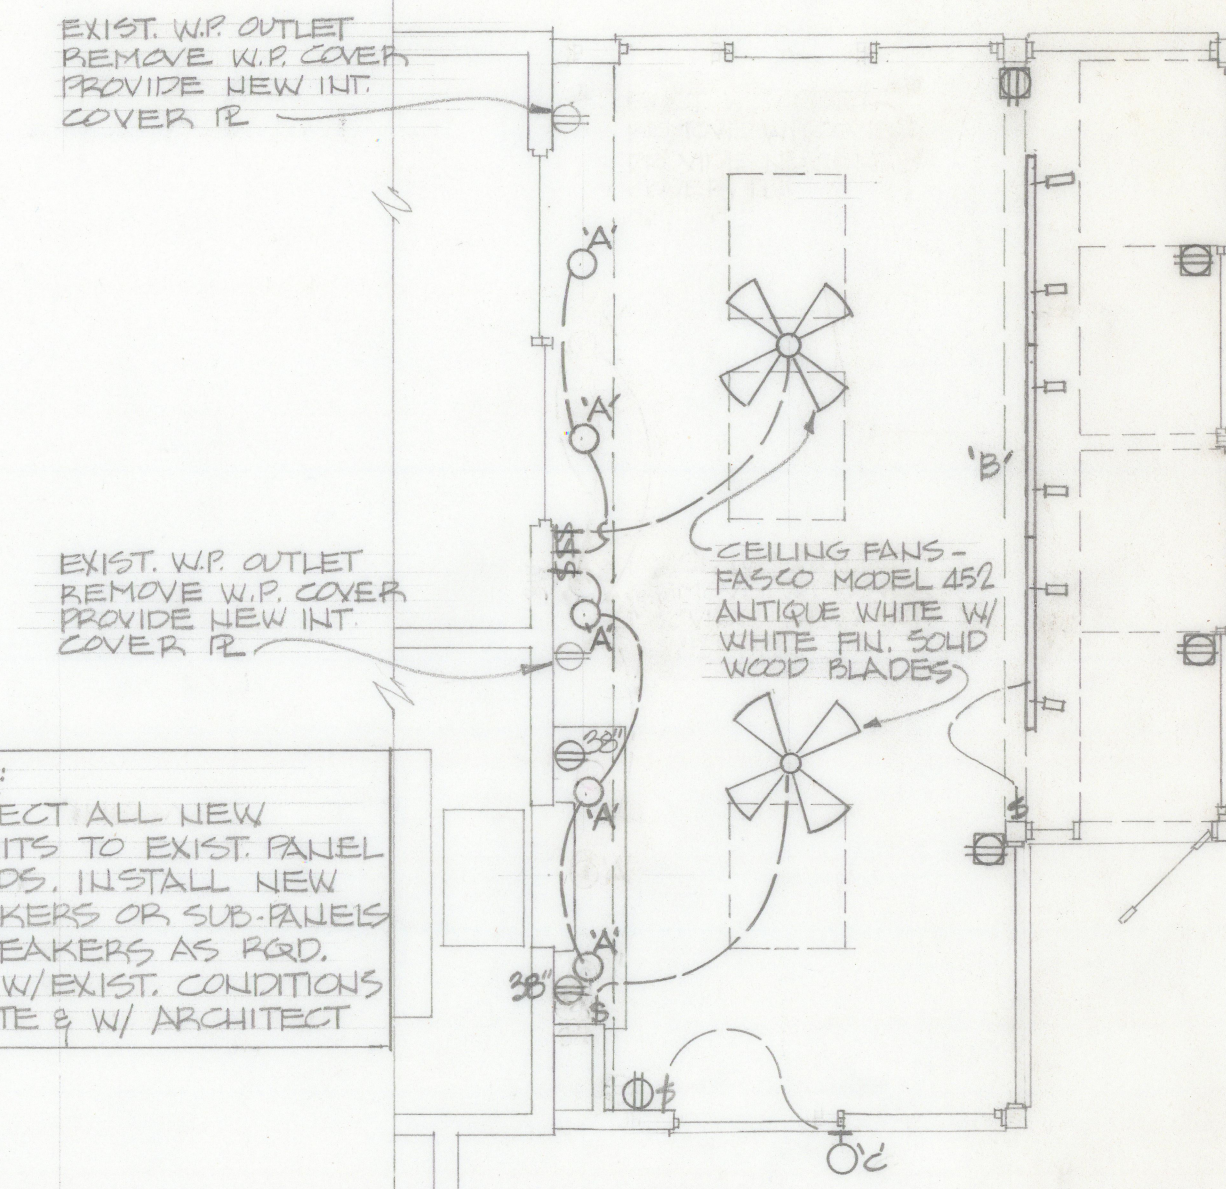 EXIST. W.P. OUTLET
REMOVE W.P. COVER
PROVIDE NEW INT.
COVER PL
'A'
'A'
'B'
$
$
$
EXIST. W.P. OUTLET
REMOVE W.P. COVER
PROVIDE NEW INT.
COVER PL
CEILING FANS-
FASCO MODEL 452
ANTIQUE WHITE W/
WHITE FIN. SOLID
WOOD BLADES
'A'
38"
'A'
$
:
ECT ALL NEW
ITS TO EXIST. PANEL
DS. INSTALL NEW
KERS OR SUB-PANELS
EAKERS AS RQD.
W/ EXIST. CONDITIONS
TE & W/ ARCHITECT
'A'
38"
$
$
'C'